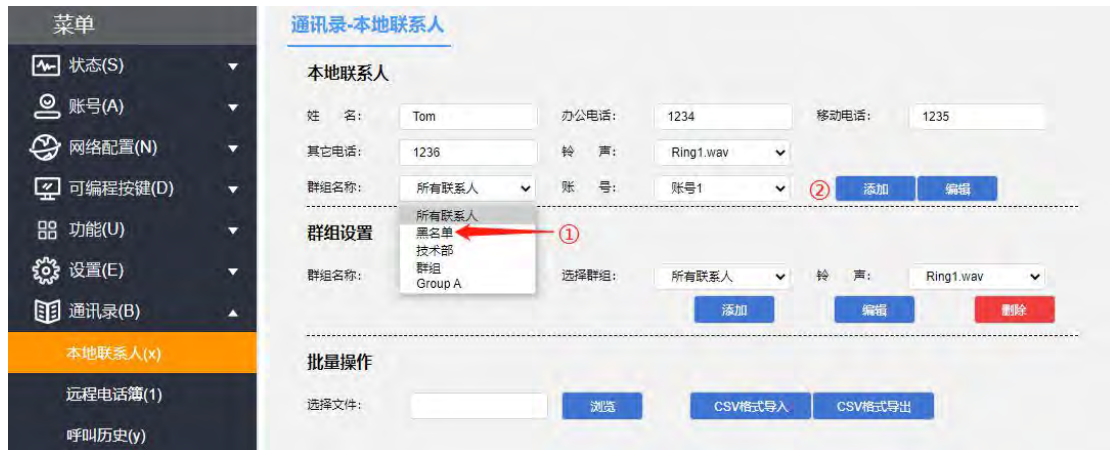 菜单
状态(S)
账号(A)
网络配置(N)
可编程按键(D)
功能(U)
设置(E)
通讯录(B)
本地联系人(x)
远程电话簿(1)
呼叫历史(y)
通讯录-本地联系人
本地联系人
姓 名: Tom 办公电话: 1234 移动电话: 1235
其它电话: 1236 铃 声: Ring1.wav
群组名称: 所有联系人 账 号: 账号1 ② 添加 编辑
所有联系人
黑名单 ①
技术部
群组
Group A
群组设置
群组名称: 选择群组: 所有联系人 铃 声: Ring1.wav
添加 编辑 删除
批量操作
选择文件: 浏览 CSV格式导入 CSV格式导出